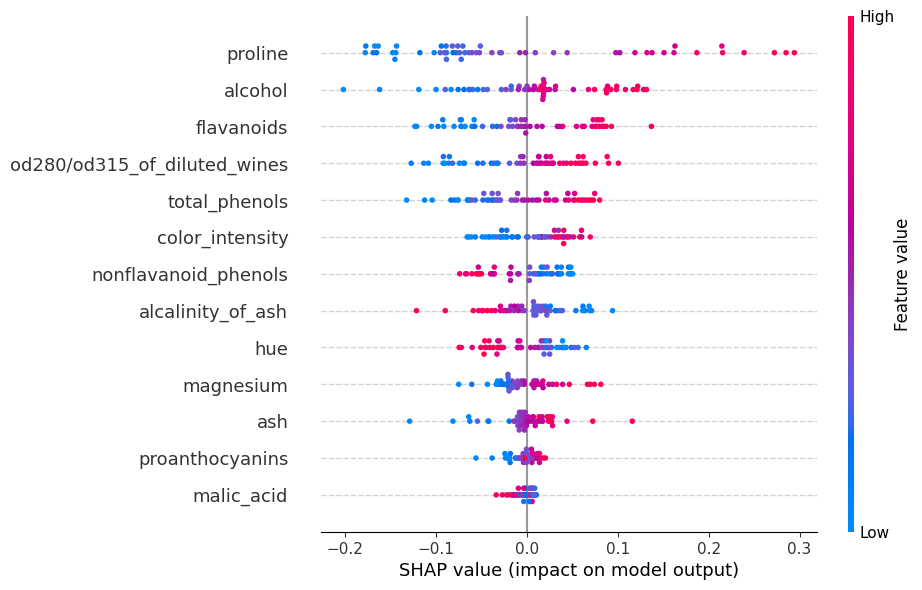 High
proline
alcohol
flavanoids
od280/od315_of_diluted_wines
total_phenols
color_intensity
nonflavanoid_phenols
alcalinity_of_ash
hue
magnesium
ash
proanthocyanins
malic_acid
Feature value
Low
−0.2 −0.1 0.0 0.1 0.2 0.3
SHAP value (impact on model output)